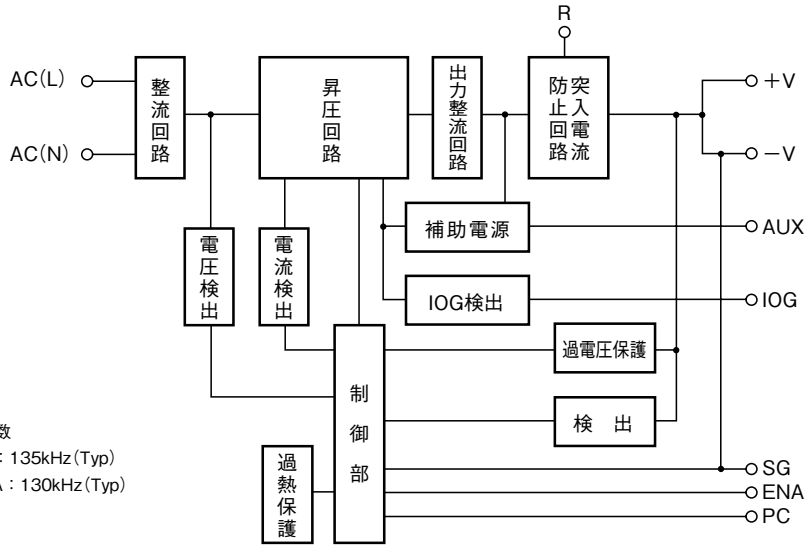 R
AC(L)
AC(N)
整流回路
昇圧回路
出力整流回路
突入電流
防止回路
+V
−V
補助電源
AUX
電圧検出
電流検出
IOG検出
IOG
過電圧保護
制御部
検 出
過熱保護
SG
ENA
PC
数
：135kHz(Typ)
A：130kHz(Typ)